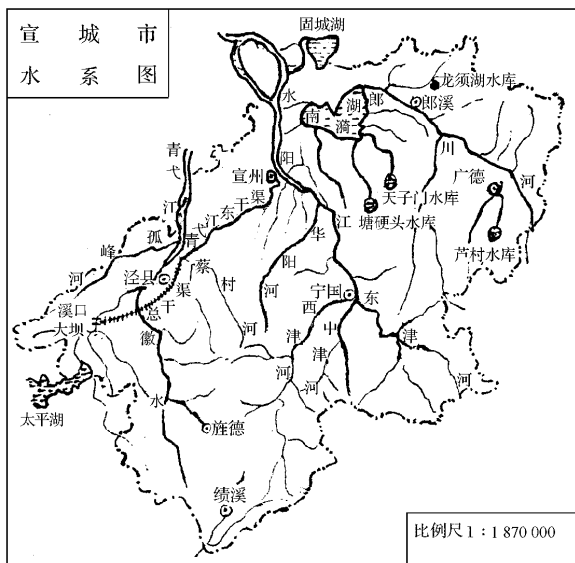 宣城市
水系图
固城湖
龙须湖水库
郎溪
南漪湖
郎川河
水阳江
宣州
广德
天子门水库
塘硬头水库
芦村水库
青弋江
青弋江东干渠
孤峰河
泾县
蔡村河
华阳河
宁国
东津河
西津河
中津河
总干渠
溪口大坝
徽水
太平湖
旌德
绩溪
比例尺1：1 870 000